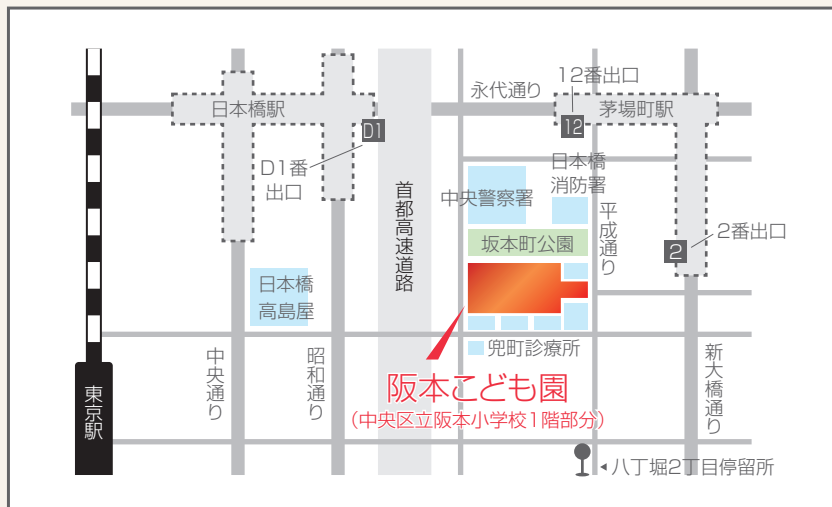 12番出口
永代通り
日本橋駅
茅場町駅
D1
12
D1番
出口
日本橋
消防署
中央警察署
首都高速道路
平成通り
坂本町公園
2
2番出口
日本橋
高島屋
兜町診療所
中央通り
昭和通り
新大橋通り
東京駅
阪本こども園
(中央区立阪本小学校1階部分)
八丁堀2丁目停留所